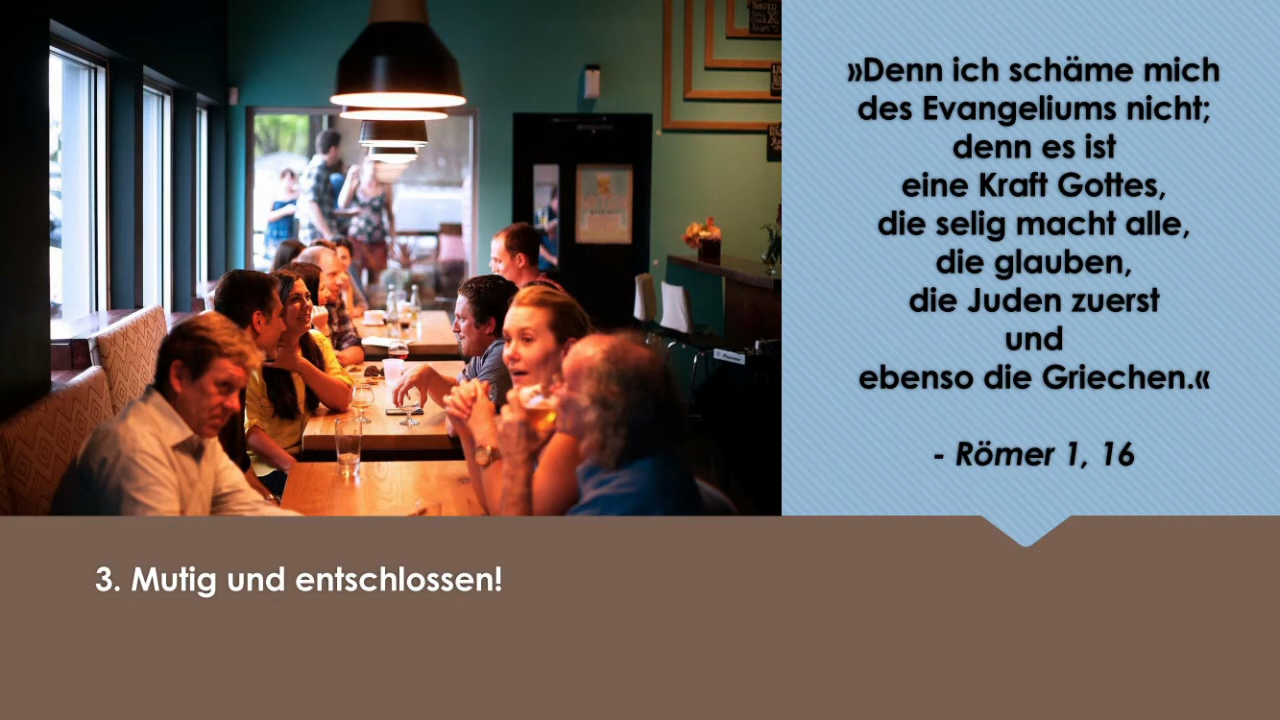 »Denn ich schäme mich
des Evangeliums nicht;
denn es ist
eine Kraft Gottes,
die selig macht alle,
die glauben,
die Juden zuerst
und
ebenso die Griechen.«
- Römer 1, 16
3. Mutig und entschlossen!